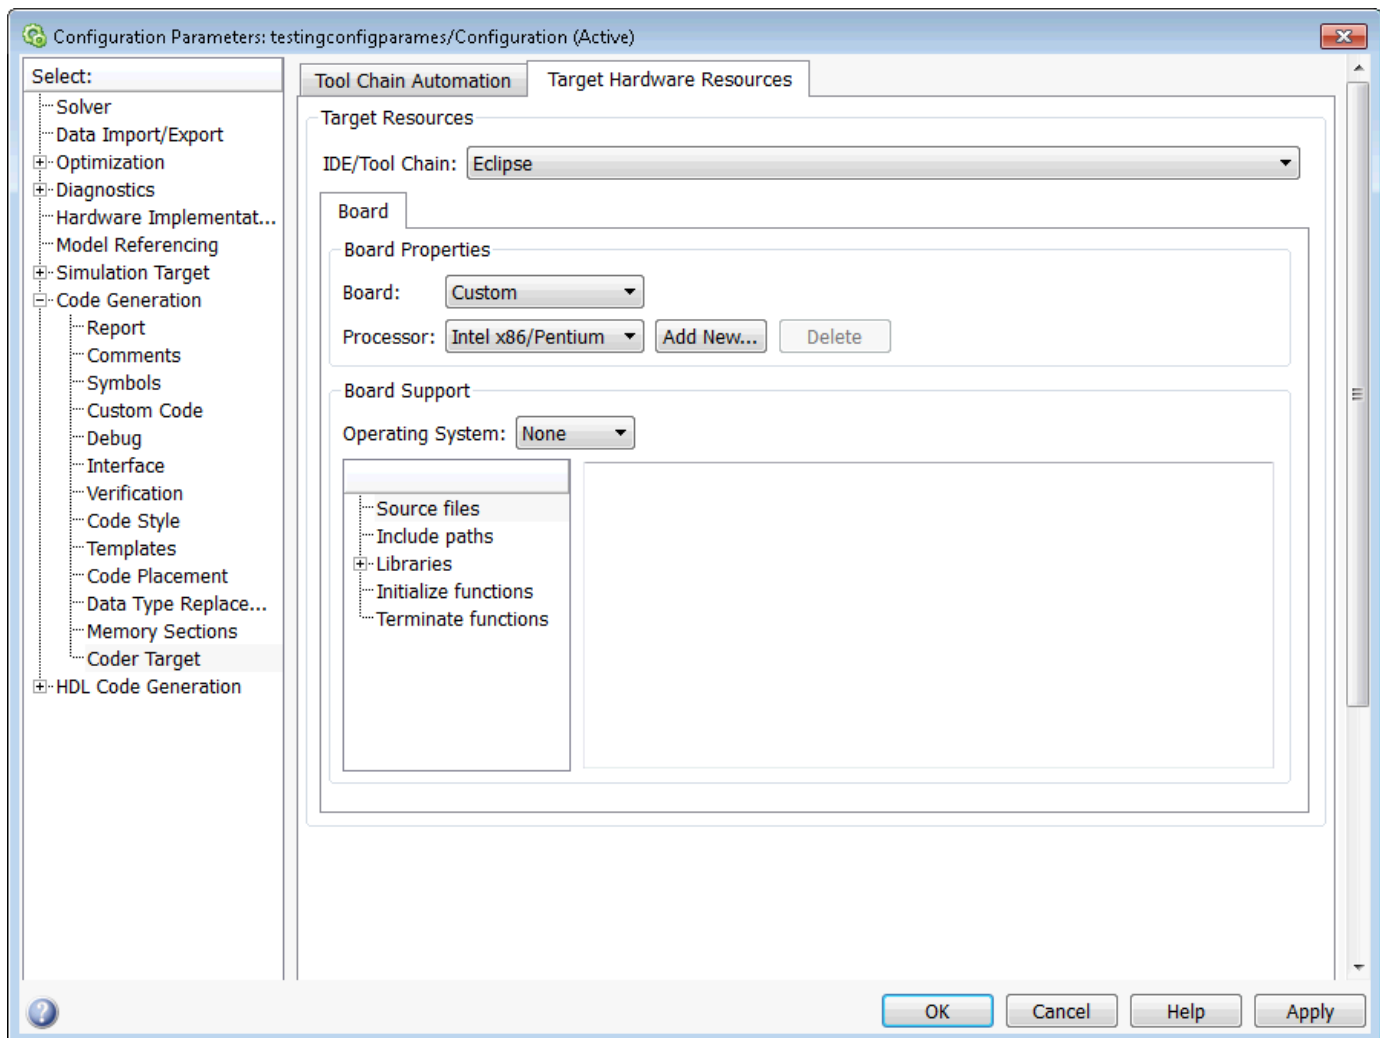 Configuration Parameters: testingconfigparames/Configuration (Active)
Select:
Solver
Data Import/Export
Optimization
Diagnostics
Hardware Implementat...
Model Referencing
Simulation Target
Code Generation
Report
Comments
Symbols
Custom Code
Debug
Interface
Verification
Code Style
Templates
Code Placement
Data Type Replace...
Memory Sections
Coder Target
HDL Code Generation
Tool Chain Automation
Target Hardware Resources
Target Resources
IDE/Tool Chain: Eclipse
Board
Board Properties
Board: Custom
Processor: Intel x86/Pentium Add New... Delete
Board Support
Operating System: None
Source files
Include paths
Libraries
Initialize functions
Terminate functions
? OK Cancel Help Apply